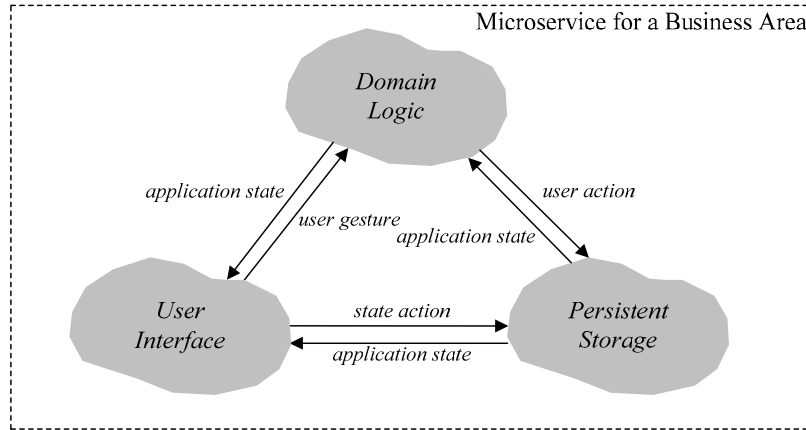 Microservice for a Business Area
Domain
Logic
application state
user action
user gesture
application state
User
Interface
state action
application state
Persistent
Storage